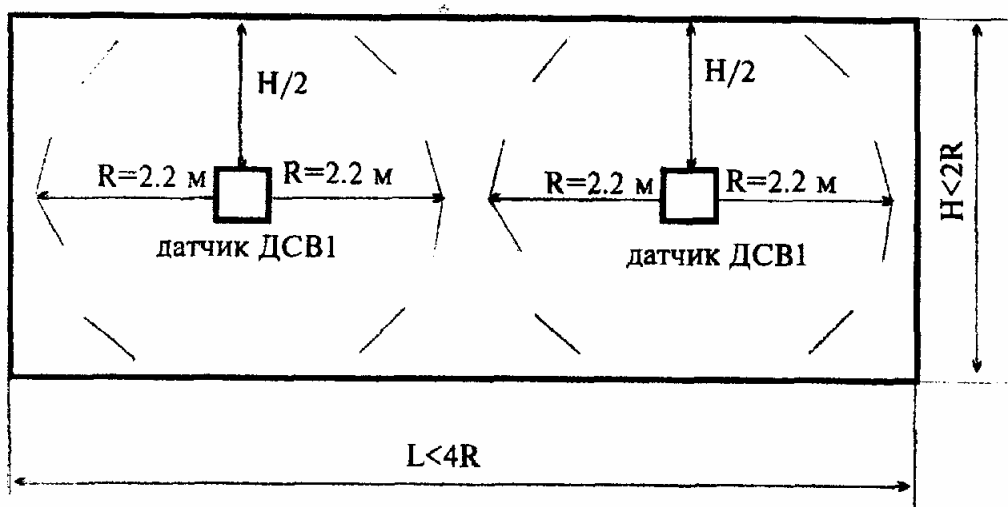 H/2
H/2
R=2.2 м
R=2.2 м
R=2.2 м
R=2.2 м
датчик ДСВ1
датчик ДСВ1
H<2R
L<4R